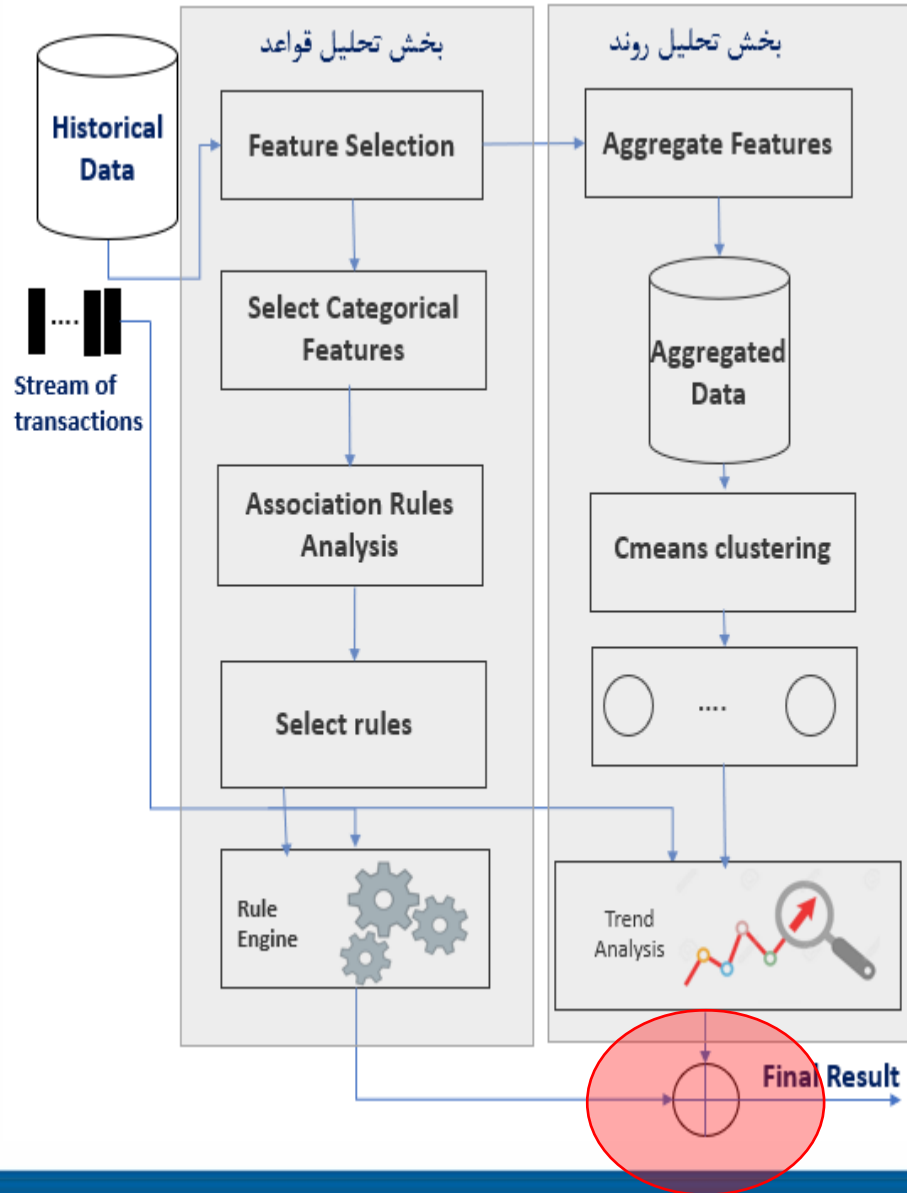 بخش تحلیل قواعد
بخش تحلیل روند
Historical
Data
Feature Selection
Aggregate Features
Stream of
transactions
....
Select Categorical
Features
Aggregated
Data
Association Rules
Analysis
Cmeans clustering
Select rules
....
Rule
Engine
Trend
Analysis
Final Result